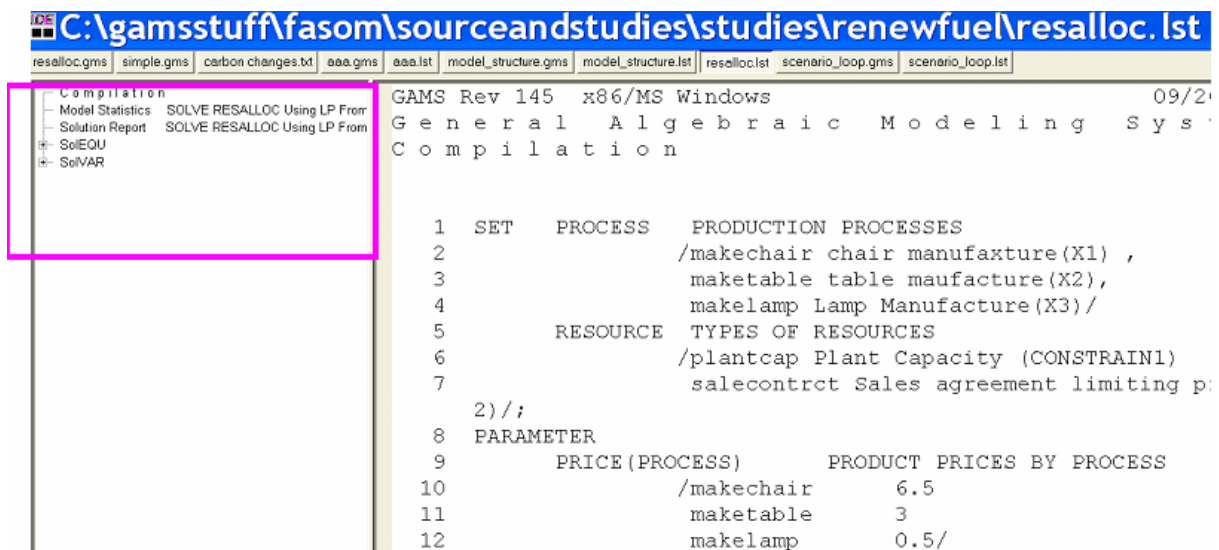 IDE C:\gamsstuff\fasom\sourceandstudies\studies\renewfuel\resalloc.lst
resalloc.gms simple.gms carbon changes.txt aaa.gms aaa.lst model_structure.gms model_structure.lst resalloc.lst scenario_loop.gms scenario_loop.lst
Compilation
Model Statistics SOLVE RESALLOC Using LP From
Solution Report SOLVE RESALLOC Using LP From
SolEQU
SolVAR
GAMS Rev 145 x86/MS Windows 09/2
G e n e r a l A l g e b r a i c M o d e l i n g S y s
C o m p i l a t i o n
1 SET PROCESS PRODUCTION PROCESSES
2 /makechair chair manufaxture(X1) ,
3 maketable table maufacture(X2),
4 makelamp Lamp Manufacture(X3)/
5 RESOURCE TYPES OF RESOURCES
6 /plantcap Plant Capacity (CONSTRAIN1)
7 salecontrct Sales agreement limiting p
2)/;
8 PARAMETER
9 PRICE(PROCESS) PRODUCT PRICES BY PROCESS
10 /makechair 6.5
11 maketable 3
12 makelamp 0.5/